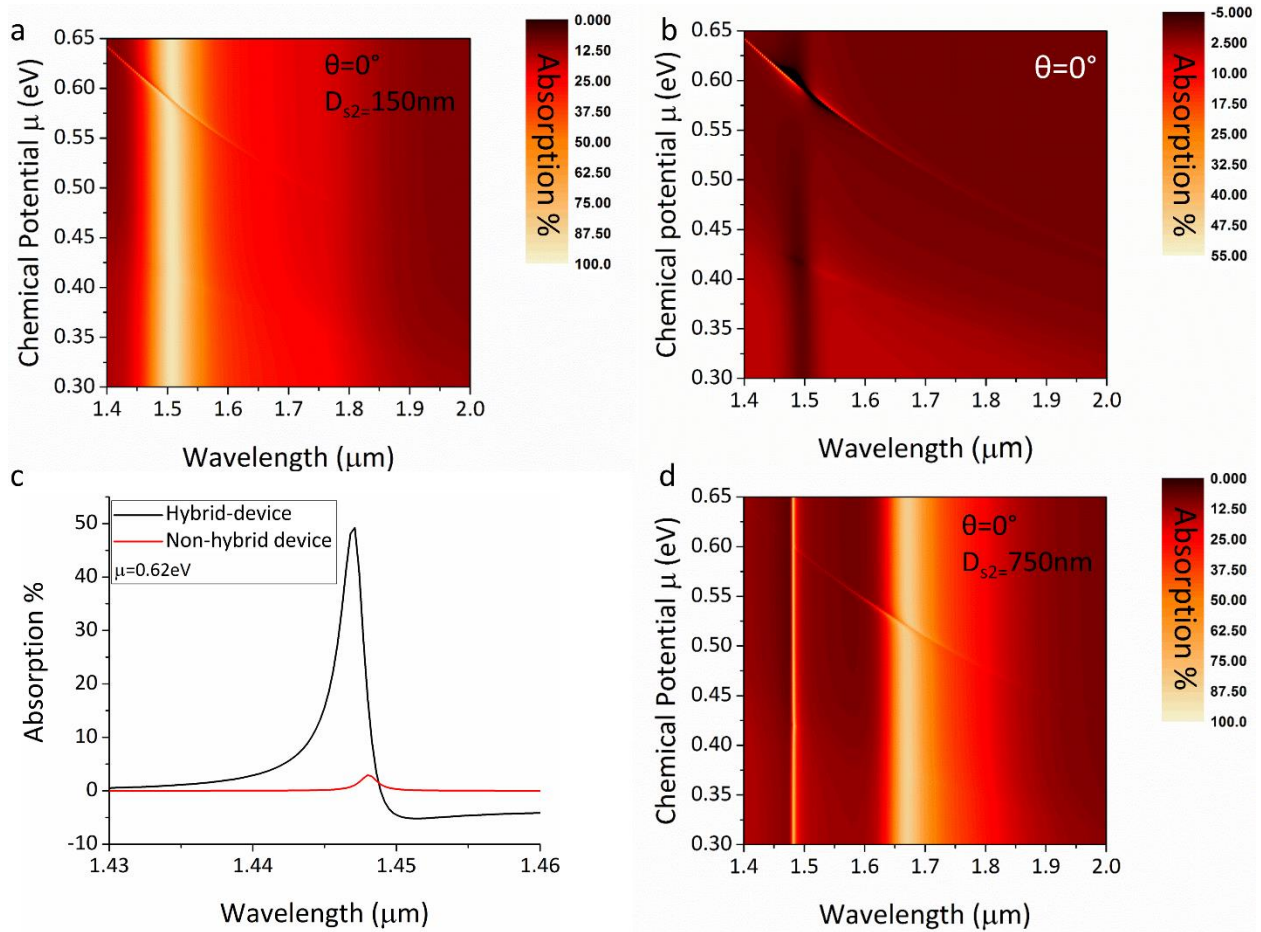 a
0.65
0.60
0.55
0.50
0.45
0.40
0.35
0.30
Chemical Potential μ (eV)
θ=0°
D_s2=150nm
1.4 1.5 1.6 1.7 1.8 1.9 2.0
Wavelength (μm)
0.000
12.50
25.00
37.50
50.00
62.50
75.00
87.50
100.0
Absorption %
b
0.65
0.60
0.55
0.50
0.45
0.40
0.35
0.30
Chemical potential μ (eV)
θ=0°
1.4 1.5 1.6 1.7 1.8 1.9 2.0
Wavelength (μm)
-5.000
2.500
10.00
17.50
25.00
32.50
40.00
47.50
55.00
Absorption %
c
50
40
30
20
10
0
-10
Absorption %
Hybrid-device
Non-hybrid device
μ=0.62eV
1.43 1.44 1.45 1.46
Wavelength (μm)
d
0.65
0.60
0.55
0.50
0.45
0.40
0.35
0.30
Chemical Potential μ (eV)
θ=0°
D_s2=750nm
1.4 1.5 1.6 1.7 1.8 1.9 2.0
Wavelength (μm)
0.000
12.50
25.00
37.50
50.00
62.50
75.00
87.50
100.0
Absorption %